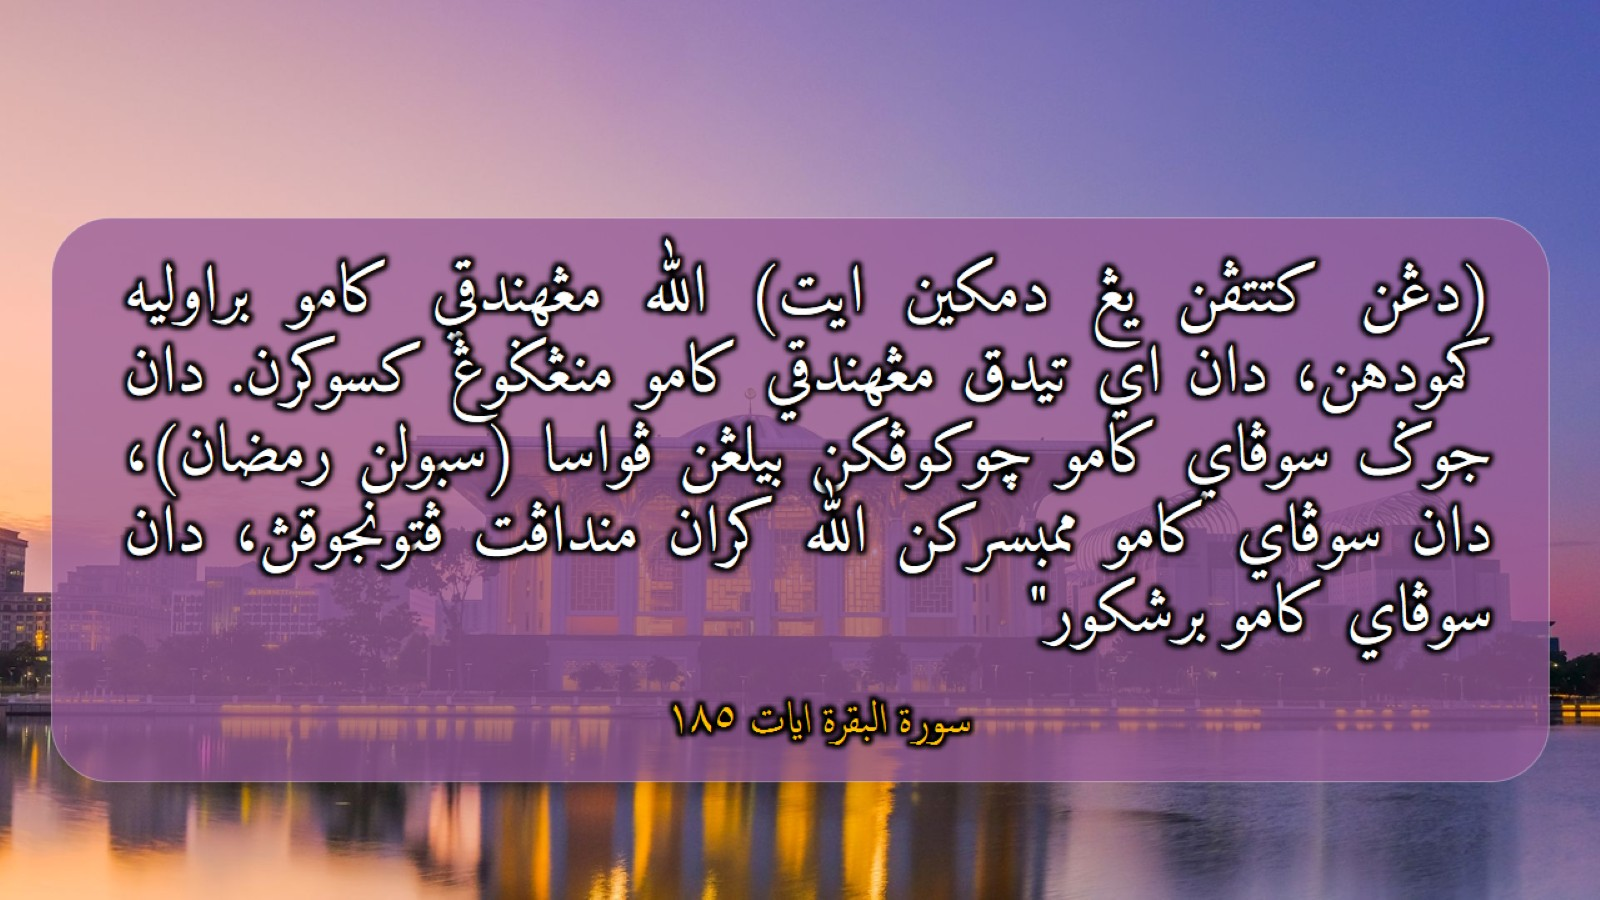 (دڠن كتتڤن يڠ دمكين ايت) الله مڠهندقي كامو براوليه
كمودهن، دان اي تيدق مڠهندقي كامو منڠݢوڠ كسوكرن. دان
جوݢ سوڤاي كامو چوكوڤكن بيلڠن ڤواسا (سبولن رمضان)،
دان سوڤاي كامو ممبسركن الله كران منداڤت ڤتونجوقڽ، دان
سوڤاي كامو برشكور"
سورة البقرة ايات ١٨٥